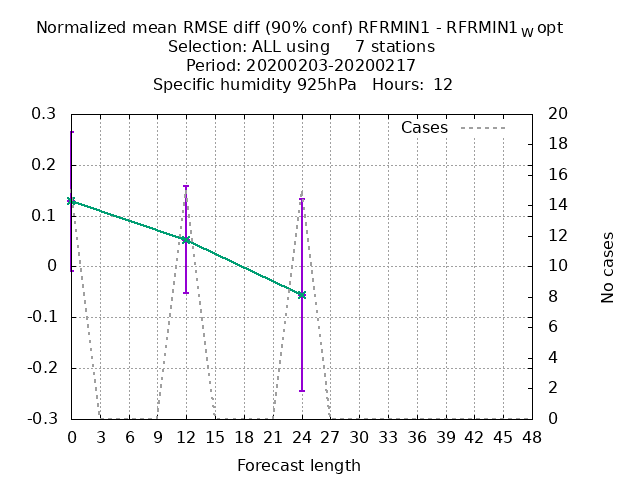 Normalized mean RMSE diff (90% conf) RFRMIN1 - RFRMIN1wopt
Selection: ALL using 7 stations
Period: 20200203-20200217
Specific humidity 925hPa Hours: 12
Cases
0.3
0.2
0.1
0
-0.1
-0.2
-0.3
20
18
16
14
12
10
8
6
4
2
0
No cases
0 3 6 9 12 15 18 21 24 27 30 33 36 39 42 45 48
Forecast length